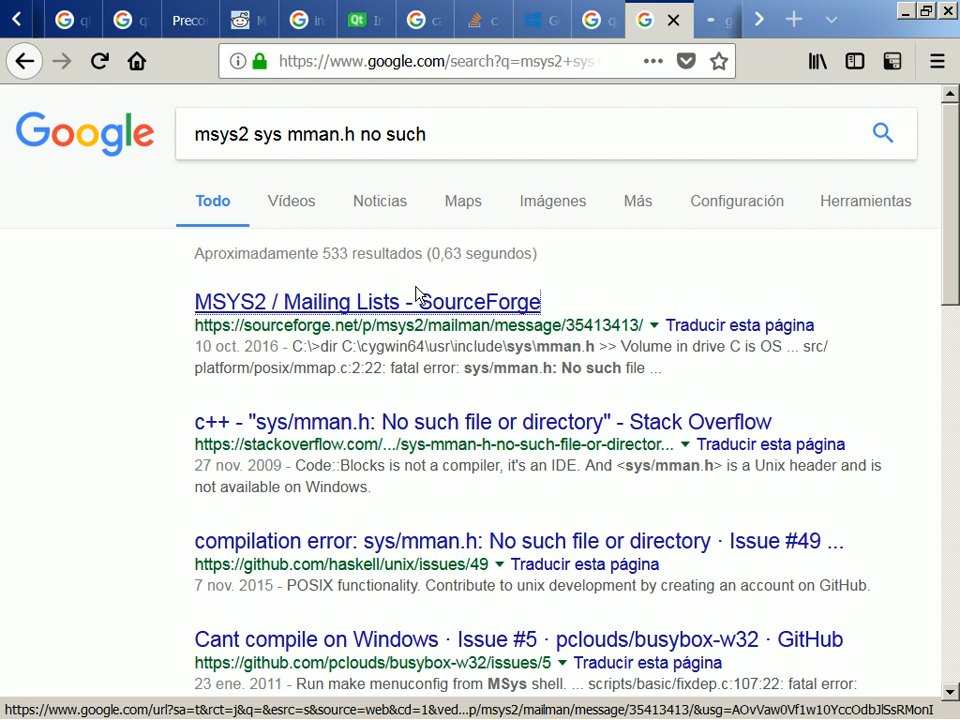 q
q
Preco
M
in
Ir
ca
c
G
q
g
https://www.google.com/search?q=msys2+sys
Google
msys2 sys mman.h no such
Todo Vídeos Noticias Maps Imágenes Más Configuración Herramientas
Aproximadamente 533 resultados (0,63 segundos)
MSYS2 / Mailing Lists - SourceForge
https://sourceforge.net/p/msys2/mailman/message/35413413/ Traducir esta página
10 oct. 2016 - C:\>dir C:\cygwin64\usr\include\sys\mman.h >> Volume in drive C is OS ... src/
platform/posix/mmap.c:2:22: fatal error: sys/mman.h: No such file ...
c++ - "sys/mman.h: No such file or directory" - Stack Overflow
https://stackoverflow.com/.../sys-mman-h-no-such-file-or-director... Traducir esta página
27 nov. 2009 - Code::Blocks is not a compiler, it's an IDE. And <sys/mman.h> is a Unix header and is
not available on Windows.
compilation error: sys/mman.h: No such file or directory · Issue #49 ...
https://github.com/haskell/unix/issues/49 Traducir esta página
7 nov. 2015 - POSIX functionality. Contribute to unix development by creating an account on GitHub.
Cant compile on Windows · Issue #5 · pclouds/busybox-w32 · GitHub
https://github.com/pclouds/busybox-w32/issues/5 Traducir esta página
23 ene. 2011 - Run make menuconfig from MSys shell. ... scripts/basic/fixdep.c:107:22: fatal error:
https://www.google.com/url?sa=t&rct=j&q=&esrc=s&source=web&cd=1&ved...p/msys2/mailman/message/35413413/&usg=AOvVaw0Vf1w10YccOdbJlSsRMonI